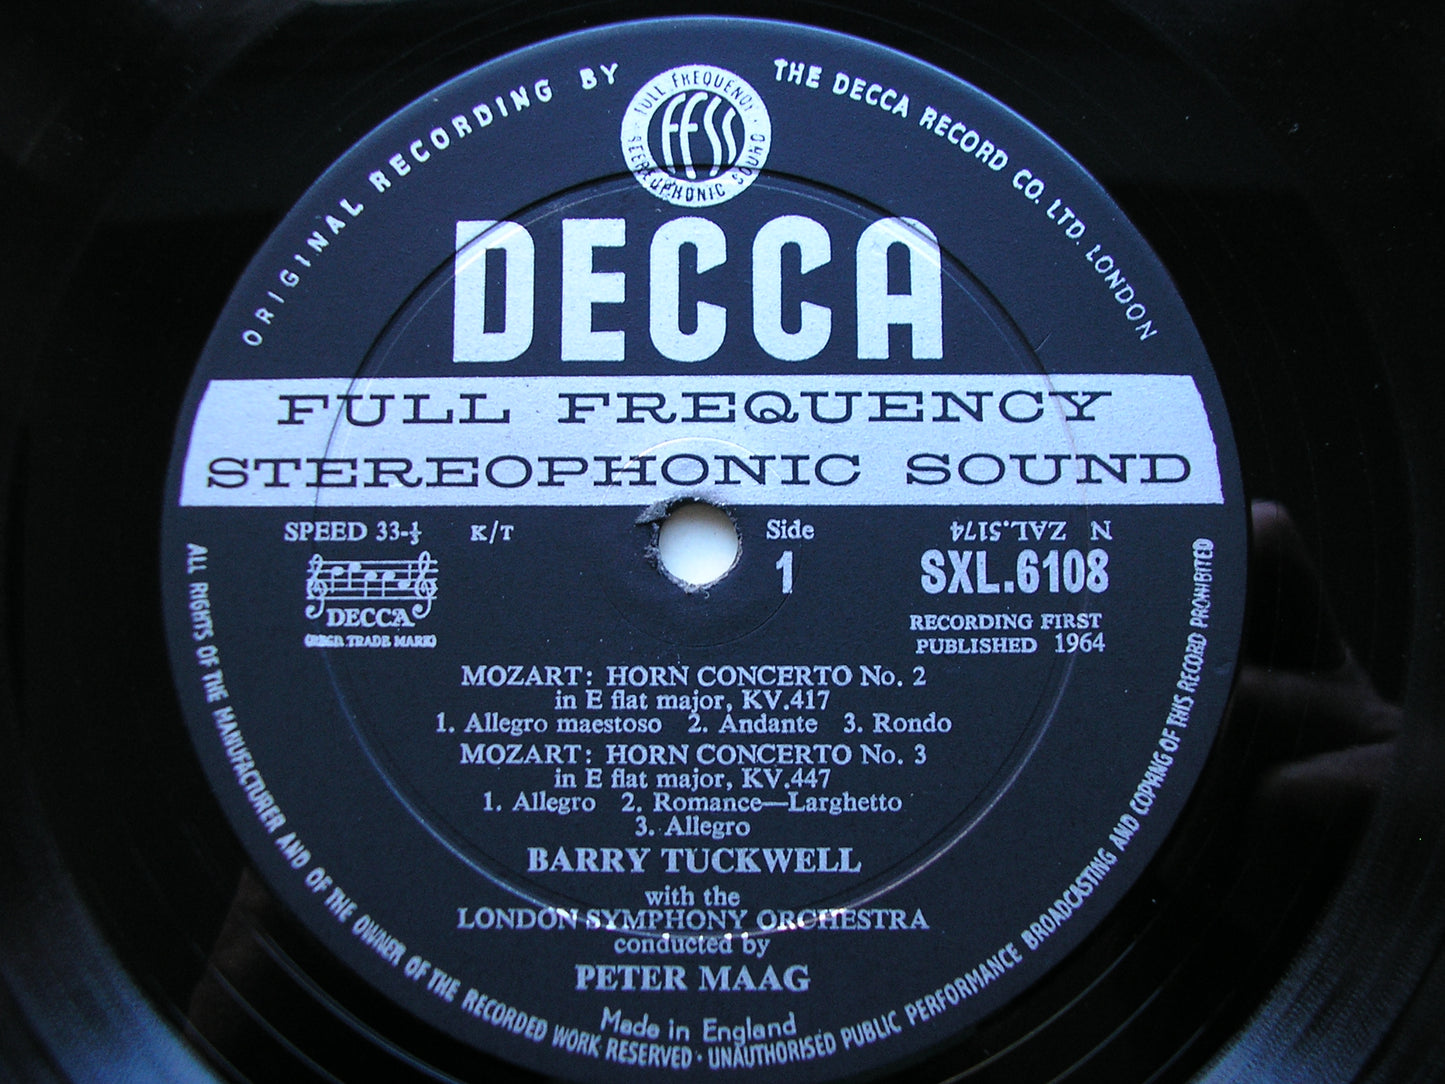 ORIGINAL RECORDING BY
THE DECCA RECORD CO. LTD. LONDON
FULL FREQUENCY
FFSS
STEREOPHONIC SOUND
DECCA
FULL FREQUENCY
STEREOPHONIC SOUND
SPEED 33-⅓
K/T
Side
1
N ZAL.5174
SXL.6108
DECCA
(REGD. TRADE MARK)
RECORDING FIRST
PUBLISHED 1964
MOZART: HORN CONCERTO No. 2
in E flat major, KV.417
1. Allegro maestoso 2. Andante 3. Rondo
MOZART: HORN CONCERTO No. 3
in E flat major, KV.447
1. Allegro 2. Romance—Larghetto
3. Allegro
BARRY TUCKWELL
with the
LONDON SYMPHONY ORCHESTRA
conducted by
PETER MAAG
Made in England
ALL RIGHTS OF THE MANUFACTURER AND OF THE OWNER OF THE RECORDED WORK RESERVED · UNAUTHORISED PUBLIC PERFORMANCE BROADCASTING AND COPYING OF THIS RECORD PROHIBITED